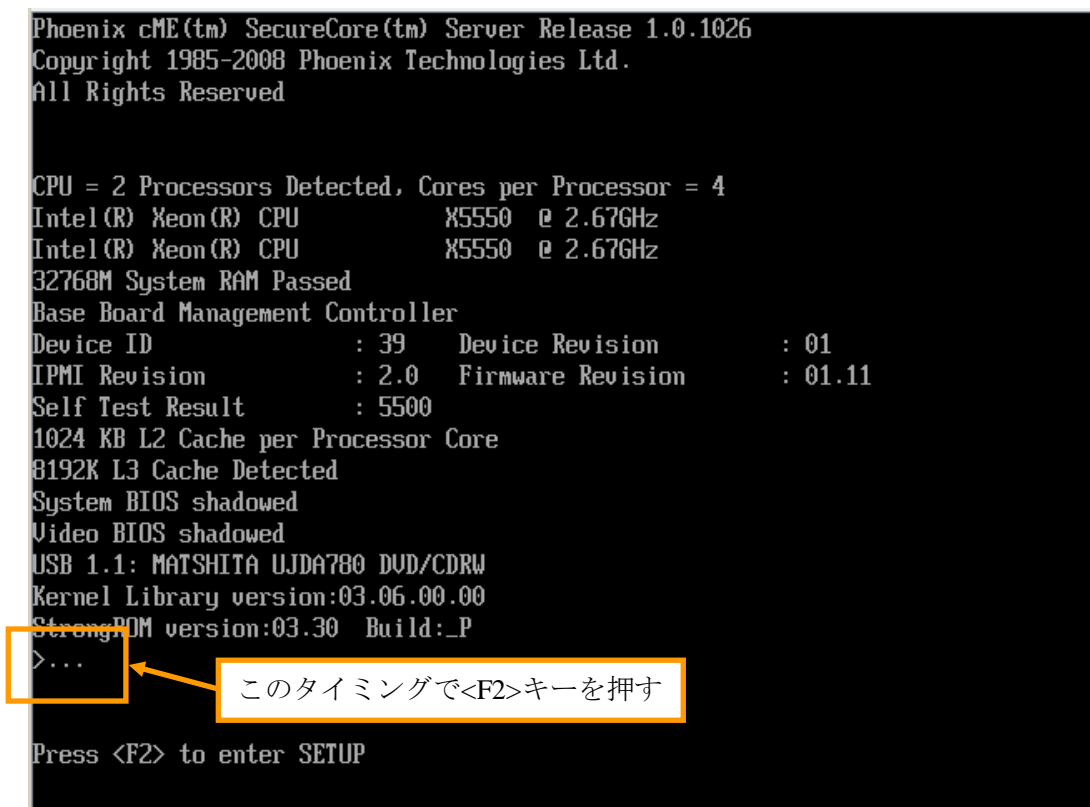 Phoenix cME(tm) SecureCore(tm) Server Release 1.0.1026
Copyright 1985-2008 Phoenix Technologies Ltd.
All Rights Reserved
CPU = 2 Processors Detected, Cores per Processor = 4
Intel(R) Xeon(R) CPU X5550 @ 2.67GHz
Intel(R) Xeon(R) CPU X5550 @ 2.67GHz
32768M System RAM Passed
Base Board Management Controller
Device ID : 39 Device Revision : 01
IPMI Revision : 2.0 Firmware Revision : 01.11
Self Test Result : 5500
1024 KB L2 Cache per Processor Core
8192K L3 Cache Detected
System BIOS shadowed
Video BIOS shadowed
USB 1.1: MATSHITA UJDA780 DVD/CDRW
Kernel Library version:03.06.00.00
StrongROM version:03.30 Build:_P
>...
このタイミングで<F2>キーを押す
Press <F2> to enter SETUP